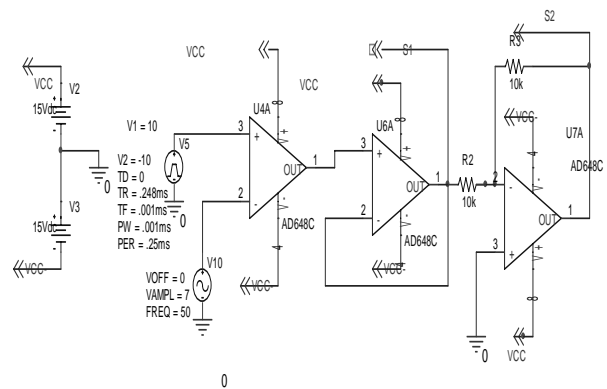 S2
VCC
S1
R3
VCC
V2
VCC
10k
15Vdc
U4A
U6A
VCC-
U7A
V1 = 10
V5
3
1
3
1
R2
2
AD648C
V2 = -10
TD = 0
TR = .248ms
TF = .001ms
PW = .001ms
PER = .25ms
+
-
OUT
2
+
-
OUT
2
10k
-
+
OUT
1
3
0
0
V3
15Vdc
AD648C
AD648C
V10
VCC-
VCC-
VCC-
VOFF = 0
VAMPL = 7
FREQ = 50
0
VCC
0